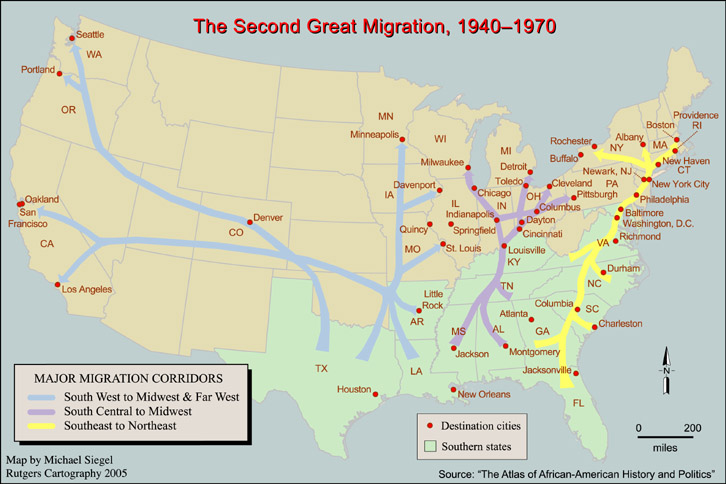 The Second Great Migration, 1940–1970
Seattle
WA
Portland
OR
MN
Minneapolis
WI
MI
Milwaukee
Detroit
Toledo
Chicago
Rochester
Buffalo
Albany
NY
Boston
MA
Providence
RI
New Haven
CT
Newark, NJ
New York City
PA
Philadelphia
Cleveland
Pittsburgh
OH
Columbus
Dayton
Cincinnati
Baltimore
Washington, D.C.
Richmond
VA
Davenport
IA
IL
Indianapolis
IN
Quincy
Springfield
MO
St. Louis
Louisville
KY
Oakland
San
Francisco
CA
Denver
CO
Los Angeles
Durham
NC
TN
Little
Rock
AR
Columbia
SC
Atlanta
Charleston
MS
AL
GA
Jackson
Montgomery
Jacksonville
TX
LA
Houston
New Orleans
FL
N
MAJOR MIGRATION CORRIDORS
South West to Midwest & Far West
South Central to Midwest
Southeast to Northeast
Destination cities
Southern states
0 200
miles
Map by Michael Siegel
Rutgers Cartography 2005
Source: “The Atlas of African-American History and Politics”